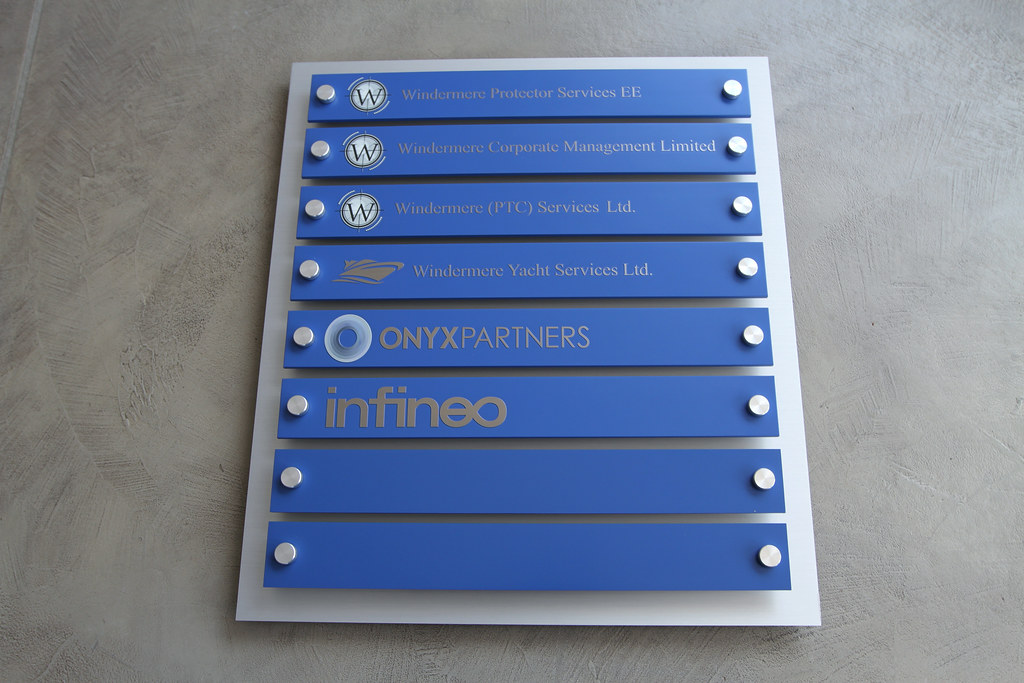 W Windermere Protector Services EE
W Windermere Corporate Management Limited
W Windermere (PTC) Services Ltd.
Windermere Yacht Services Ltd.
ONYXPARTNERS
infineo